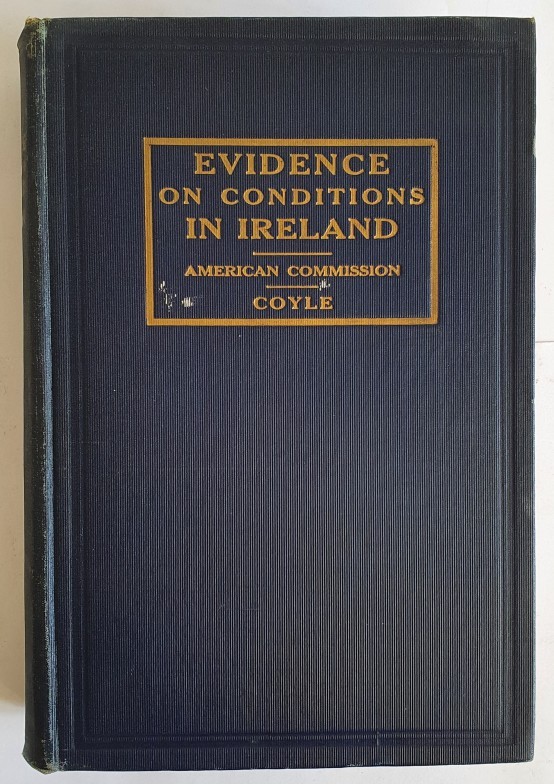 EVIDENCE
ON CONDITIONS
IN IRELAND
AMERICAN COMMISSION
COYLE